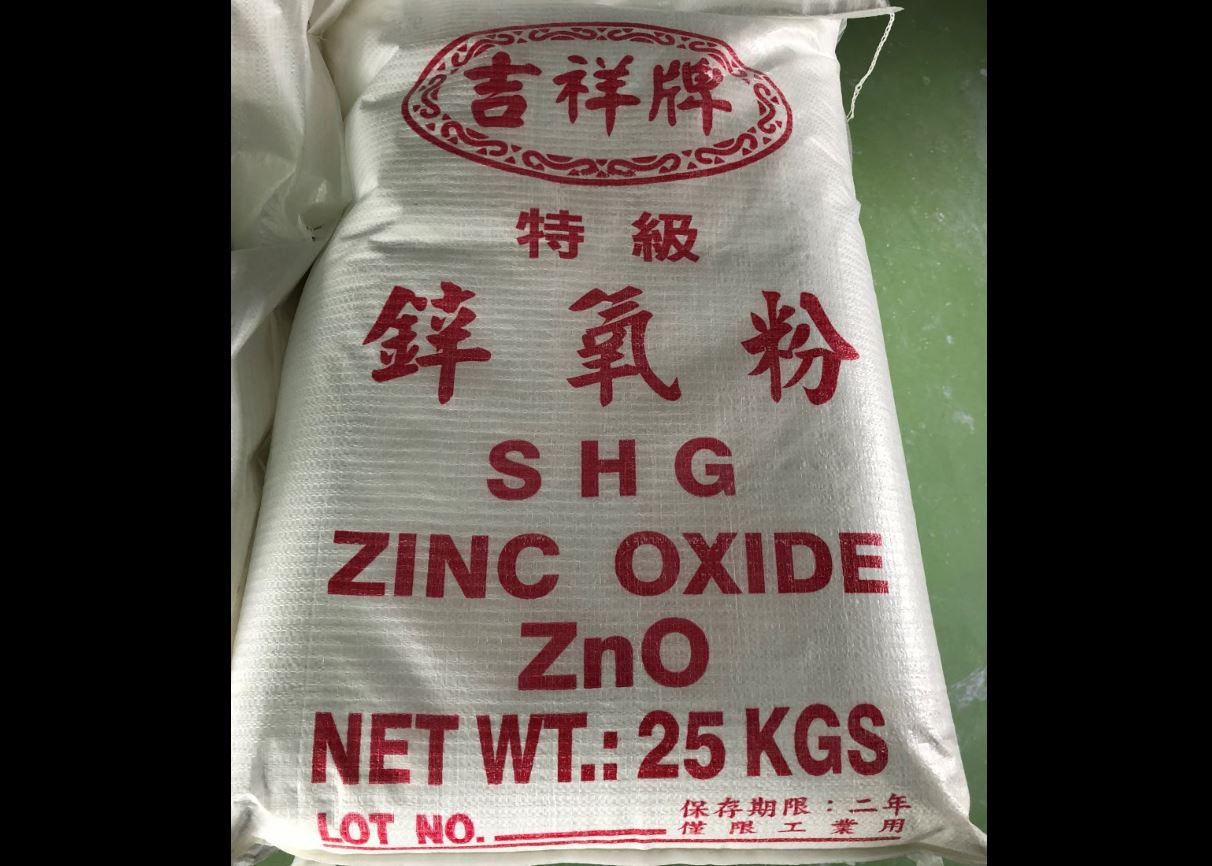 吉祥牌
特級
鋅氧粉
SHG
ZINC OXIDE
ZnO
NET WT.: 25 KGS
保存期限：二年
LOT NO.
僅限工業用